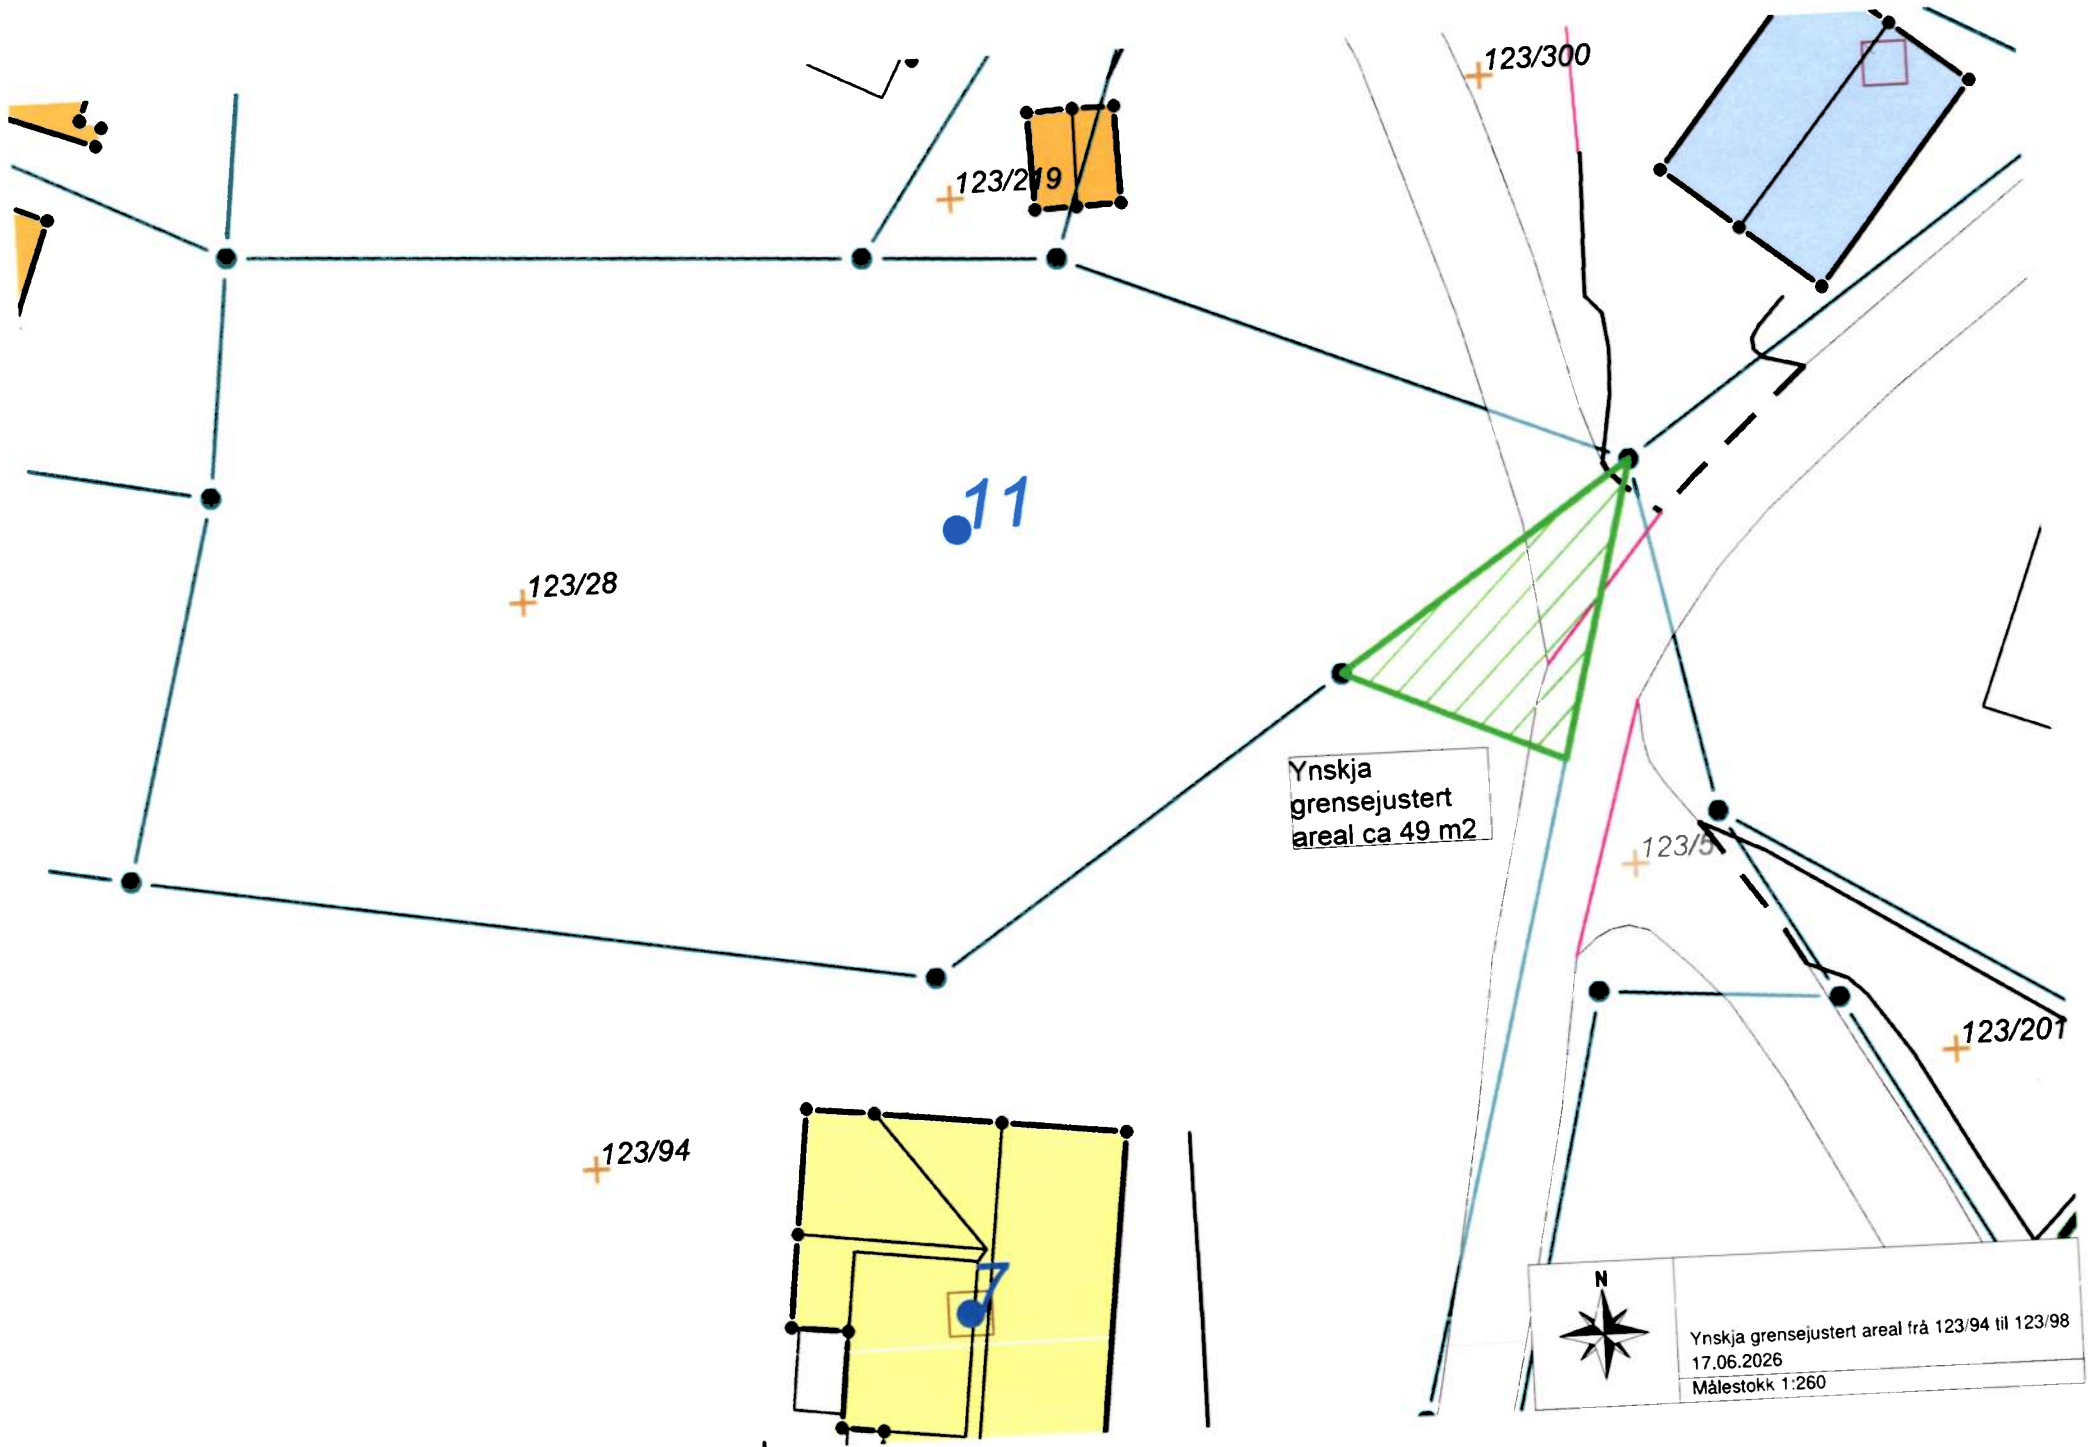 123/300
123/219
11
123/28
Ynskja
grensejustert
areal ca 49 m2
123/5
123/201
123/94
7
N
Ynskja grensejustert areal frå 123/94 til 123/98
17.06.2026
Målestokk 1:260